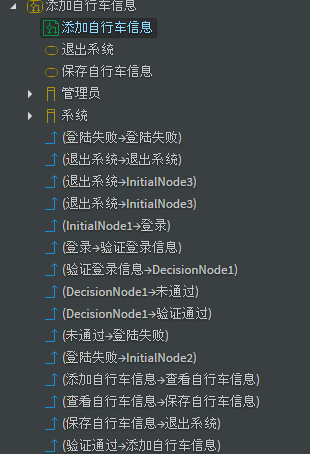 添加自行车信息
添加自行车信息
退出系统
保存自行车信息
管理员
系统
(登陆失败→登陆失败)
(退出系统→退出系统)
(退出系统→InitialNode3)
(退出系统→InitialNode3)
(InitialNode1→登录)
(登录→验证登录信息)
(验证登录信息→DecisionNode1)
(DecisionNode1→未通过)
(DecisionNode1→验证通过)
(未通过→登陆失败)
(登陆失败→InitialNode2)
(添加自行车信息→查看自行车信息)
(查看自行车信息→保存自行车信息)
(保存自行车信息→退出系统)
(验证通过→添加自行车信息)